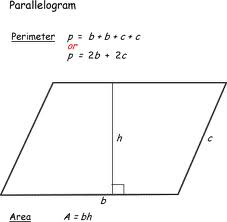 Parallelogram
Perimeter p = b + b + c + c
or
p = 2b + 2c
h
c
b
Area A = bh